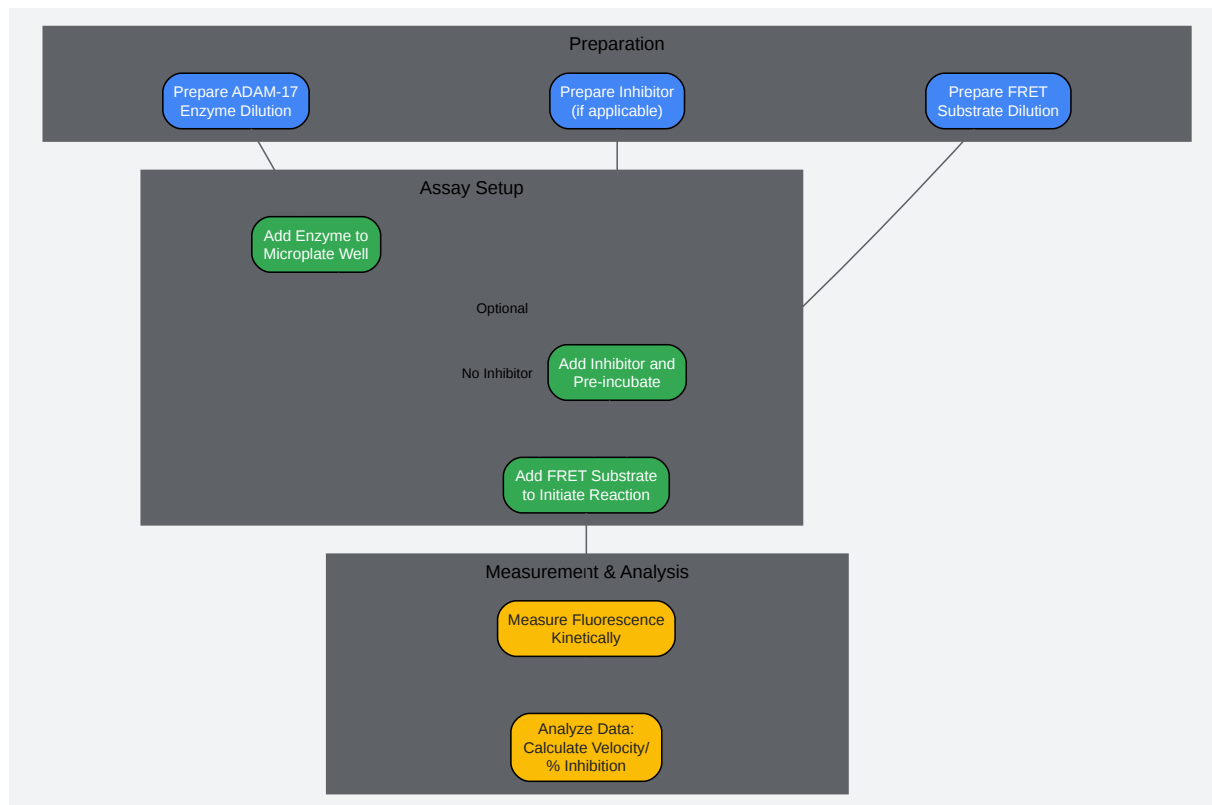 Preparation
Prepare ADAM-17
Enzyme Dilution
Prepare Inhibitor
(if applicable)
Prepare FRET
Substrate Dilution
Assay Setup
Add Enzyme to
Microplate Well
Optional
No Inhibitor
Add Inhibitor and
Pre-incubate
Add FRET Substrate
to Initiate Reaction
Measurement & Analysis
Measure Fluorescence
Kinetically
Analyze Data:
Calculate Velocity/
% Inhibition